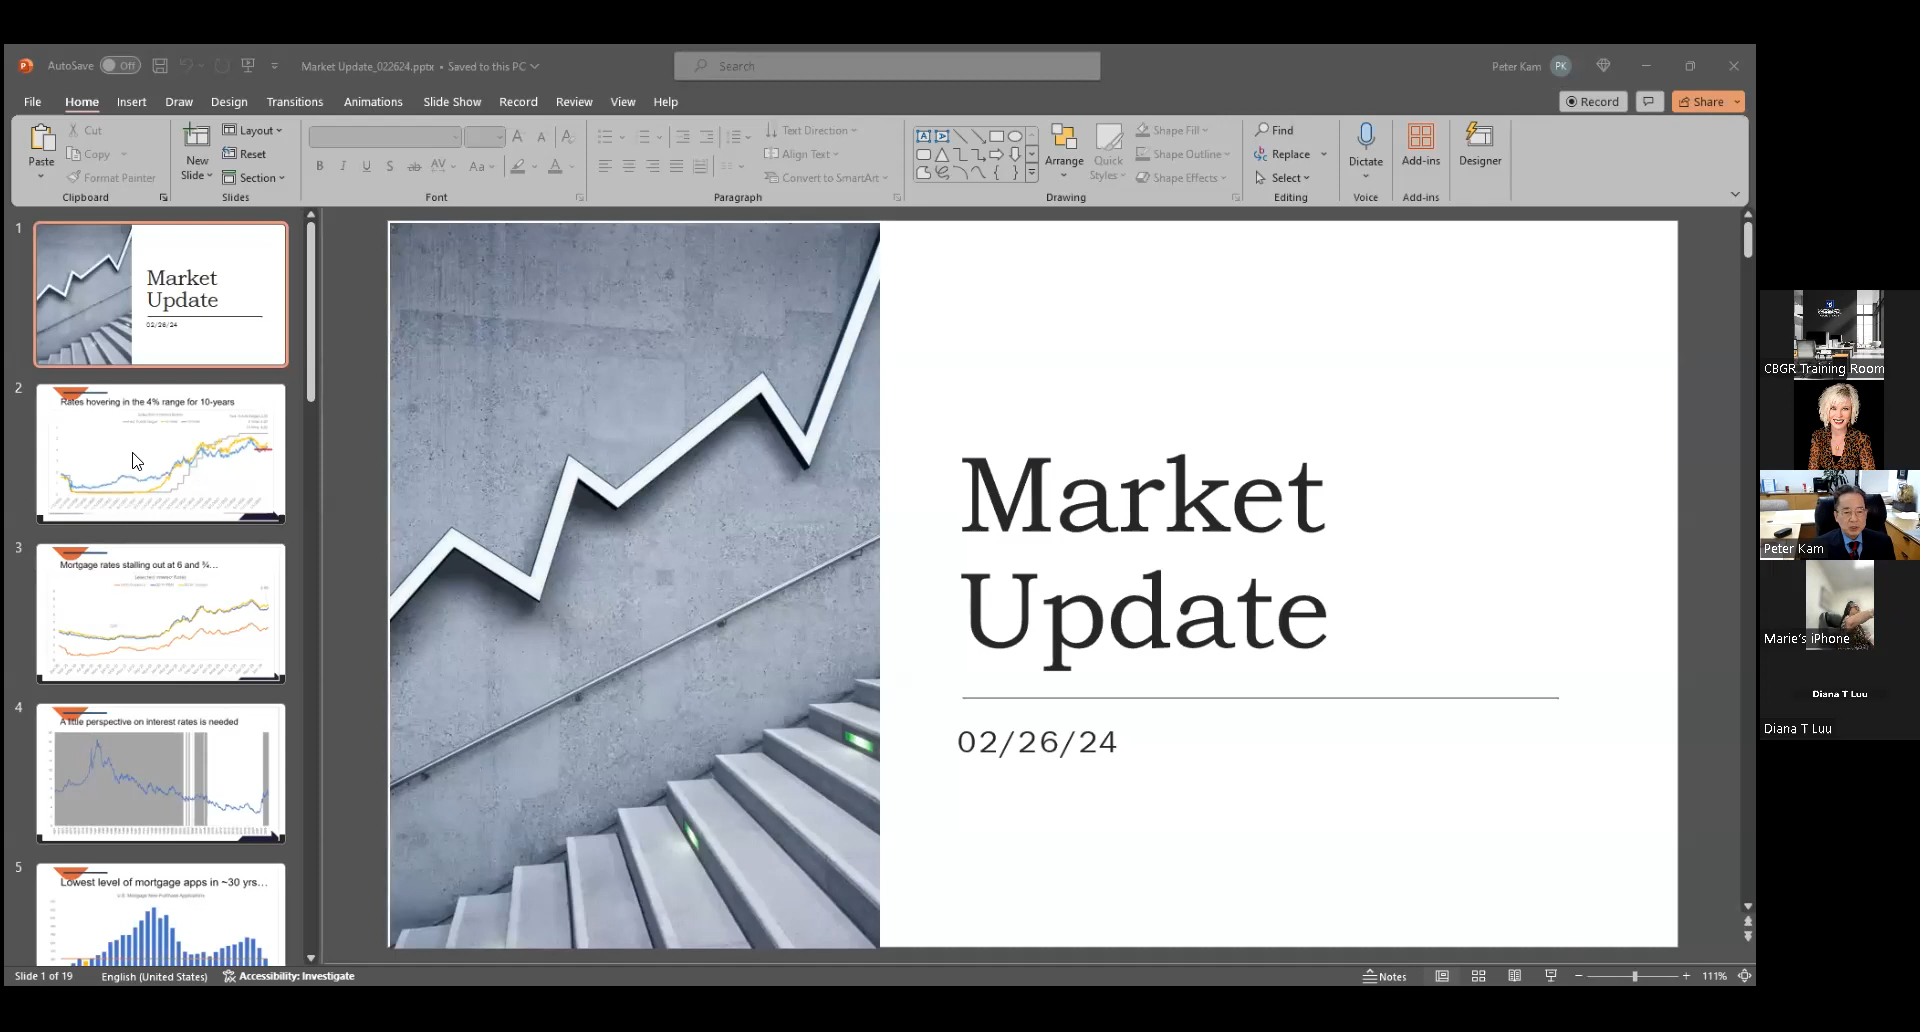 AutoSave Off
Market Update_022624.pptx • Saved to this PC
Search
Peter Kam PK
File Home Insert Draw Design Transitions Animations Slide Show Record Review View Help
Record
Share
Paste
Cut
Copy
Format Painter
Clipboard
New
Slide
Layout
Reset
Section
Slides
Font
Text Direction
Align Text
Convert to SmartArt
Paragraph
Arrange
Quick
Styles
Shape Fill
Shape Outline
Shape Effects
Drawing
Find
Replace
Select
Editing
Dictate
Voice
Add-ins
Add-ins
Designer
1
Market
Update
02/26/24
2
Rates hovering in the 4% range for 10-years
3
Mortgage rates stalling out at 6 and ¾...
Selected Interest Rates
4
A little perspective on interest rates is needed
5
Lowest level of mortgage apps in ~30 yrs...
Market
Update
02/26/24
CBGR Training Room
Peter Kam
Marie's iPhone
Diana T Luu
Diana T Luu
Slide 1 of 19
English (United States)
Accessibility: Investigate
Notes
111%